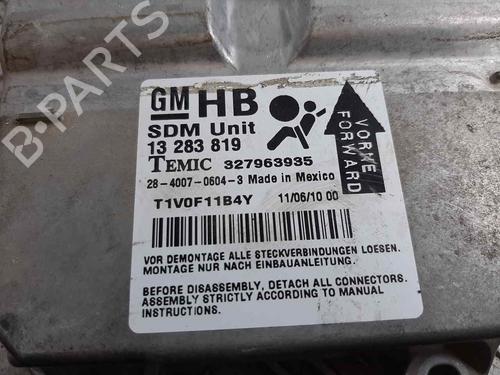 B-PARTS
GM HB
SDM Unit
13 283 819
TEMIC 327963935
28-4007-0604-3 Made in Mexico
T1V0F11B4Y 11/06/10 00
VORNE
FORWARD
VOR DEMONTAGE ALLE STECKVERBINDUNGEN LOESEN.
MONTAGE NUR NACH EINBAUANLEITUNG.
BEFORE DISASSEMBLY, DETACH ALL CONNECTORS.
ASSEMBLY STRICTLY ACCORDING TO MANUAL
INSTRUCTIONS.